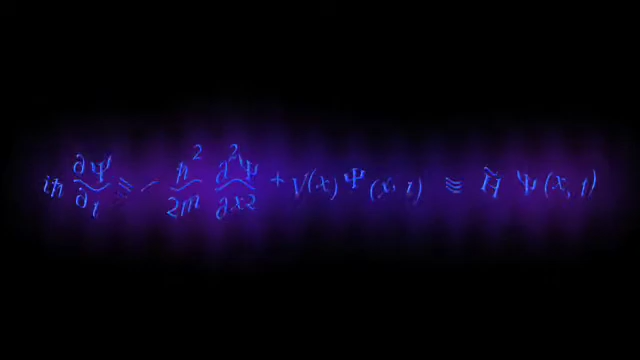 iħ ∂Ψ/∂t ≡ − ħ²/2m ∂²Ψ/∂x2 + V(x)Ψ(x, t) ≡ H̃ Ψ(x, t)